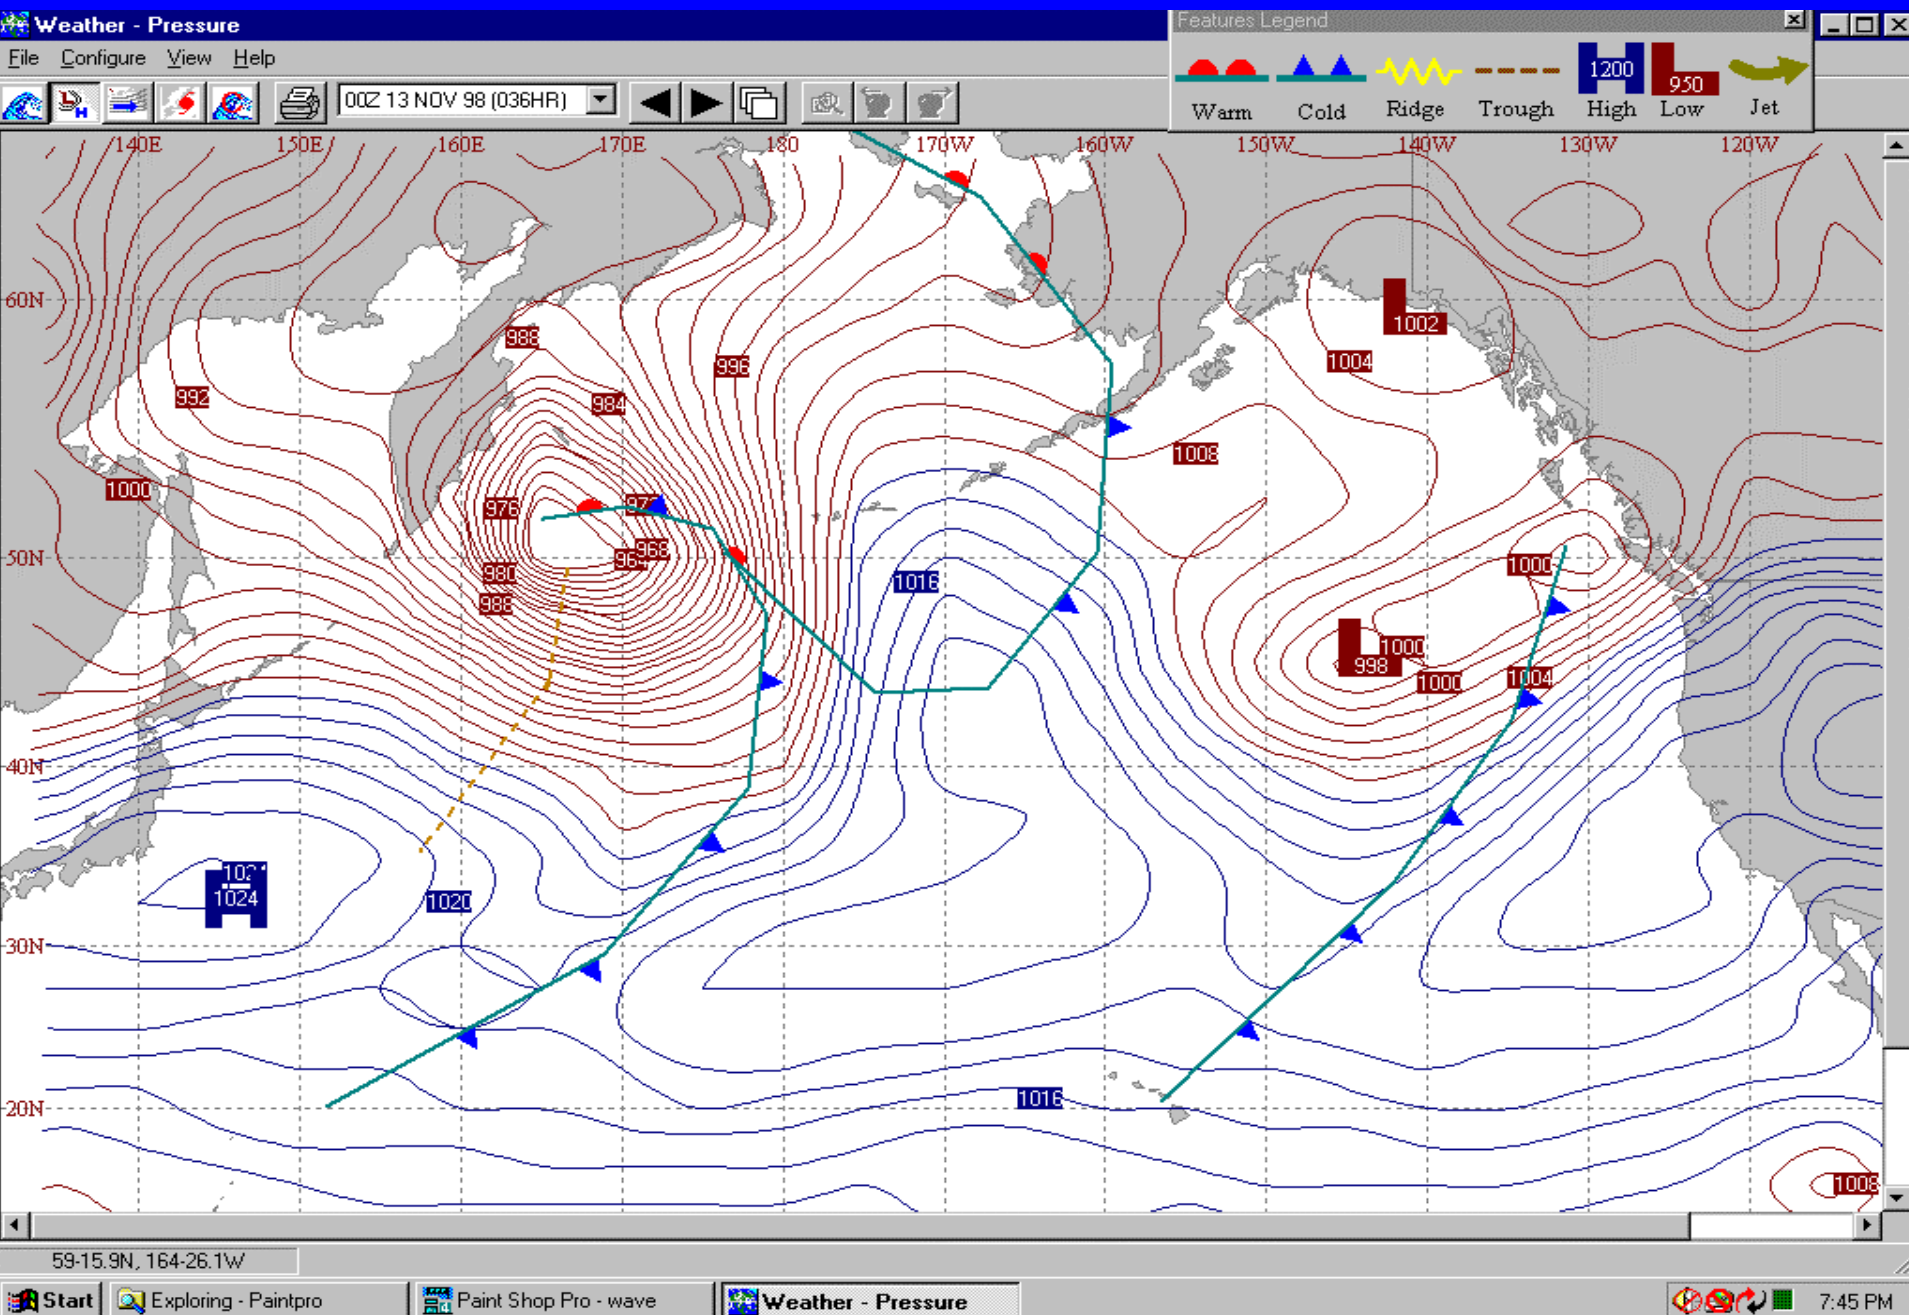 Weather - Pressure
Features Legend
File Configure View Help
00Z 13 NOV 98 (036HR)
1200
950
Warm Cold Ridge Trough High Low Jet
140E 150E 160E 170E 180 170W 160W 150W 140W 130W 120W
60N
1002
988
1004
996
992
984
1008
1000
976
968
50N
1000
980
1016
988
1000
998
1000
1004
40N
1024
1020
30N
1016
20N
1008
59-15.9N, 164-26.1W
Start Exploring - Paintpro Paint Shop Pro - wave Weather - Pressure 7:45 PM